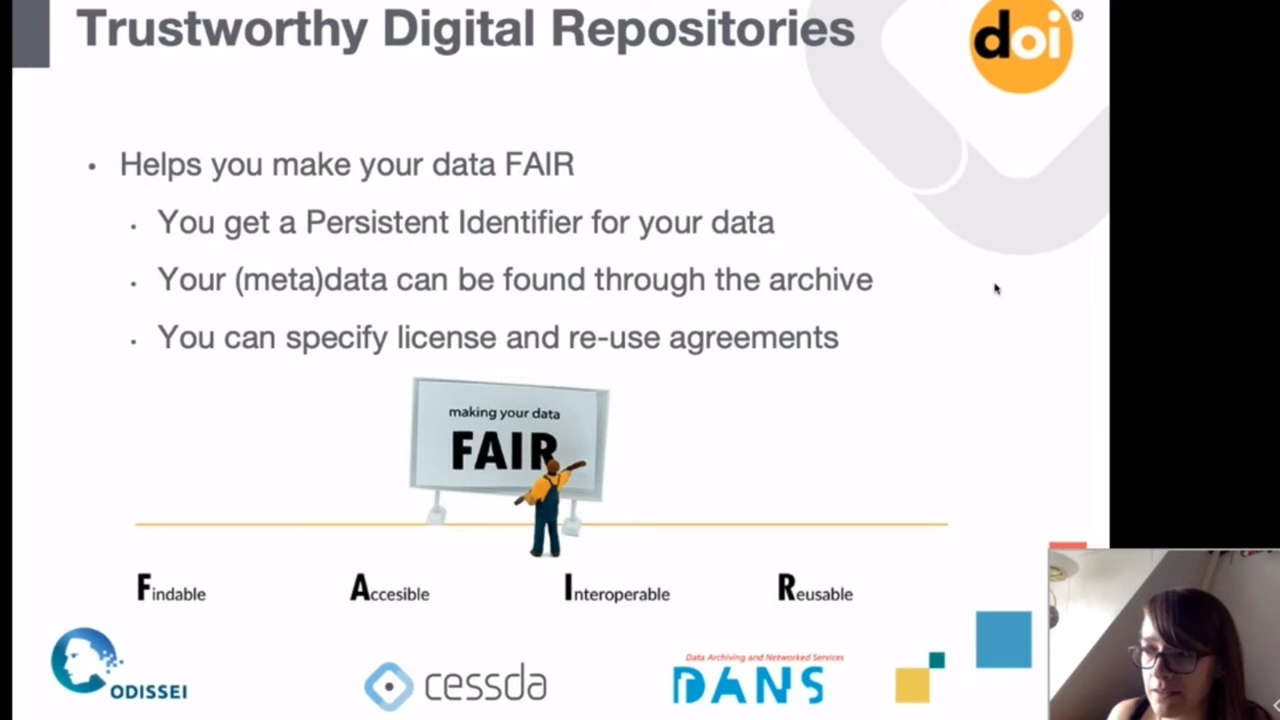 Trustworthy Digital Repositories
doi®
• Helps you make your data FAIR
• You get a Persistent Identifier for your data
• Your (meta)data can be found through the archive
• You can specify license and re-use agreements
making your data
FAIR
Findable Accesible Interoperable Reusable
ODISSEI
cessda
Data Archiving and Networked Services
DANS